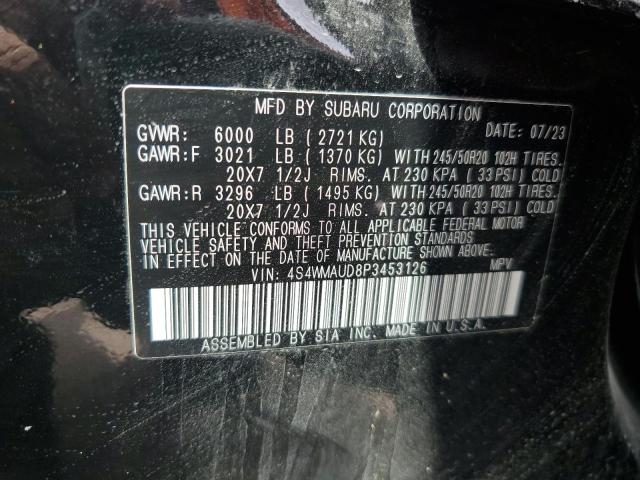 MFD BY SUBARU CORPORATION
GVWR: 6000 LB ( 2721 KG) DATE: 07/23
GAWR:F 3021 LB ( 1370 KG) WITH 245/50R20 102H TIRES.
20X7 1/2J RIMS. AT 230 KPA ( 33 PSI) COLD
GAWR:R 3296 LB ( 1495 KG) WITH 245/50R20 102H TIRES.
20X7 1/2J RIMS. AT 230 KPA ( 33 PSI) COLD
THIS VEHICLE CONFORMS TO ALL APPLICABLE FEDERAL MOTOR
VEHICLE SAFETY AND THEFT PREVENTION STANDARDS
IN EFFECT ON THE DATE OF MANUFACTURE SHOWN ABOVE.
VIN: 4S4WMAUD8P3453126 MPV
ASSEMBLED BY SIA INC. MADE IN U.S.A.